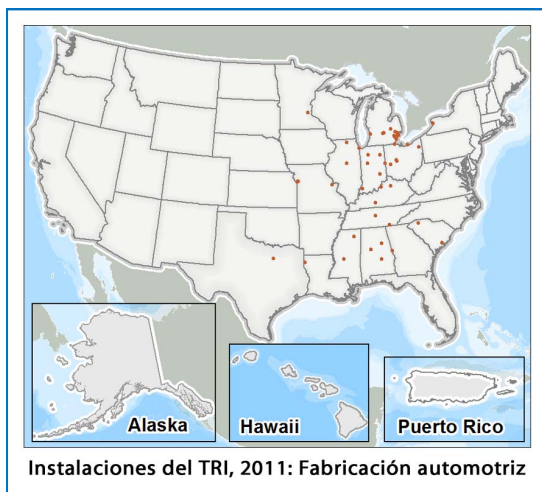 Alaska
Hawaii
Puerto Rico
Instalaciones del TRI, 2011: Fabricación automotriz